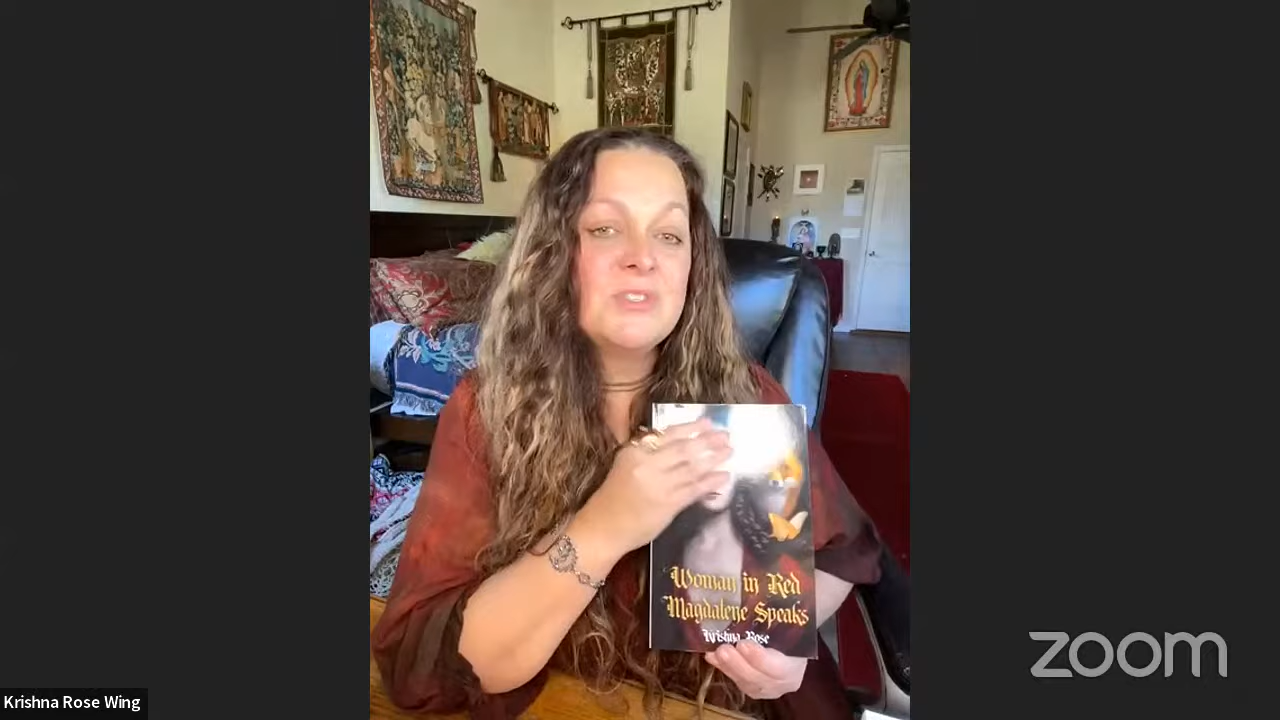 Woman in Red
Magdalene Speaks
Krishna Rose
zoom
Krishna Rose Wing